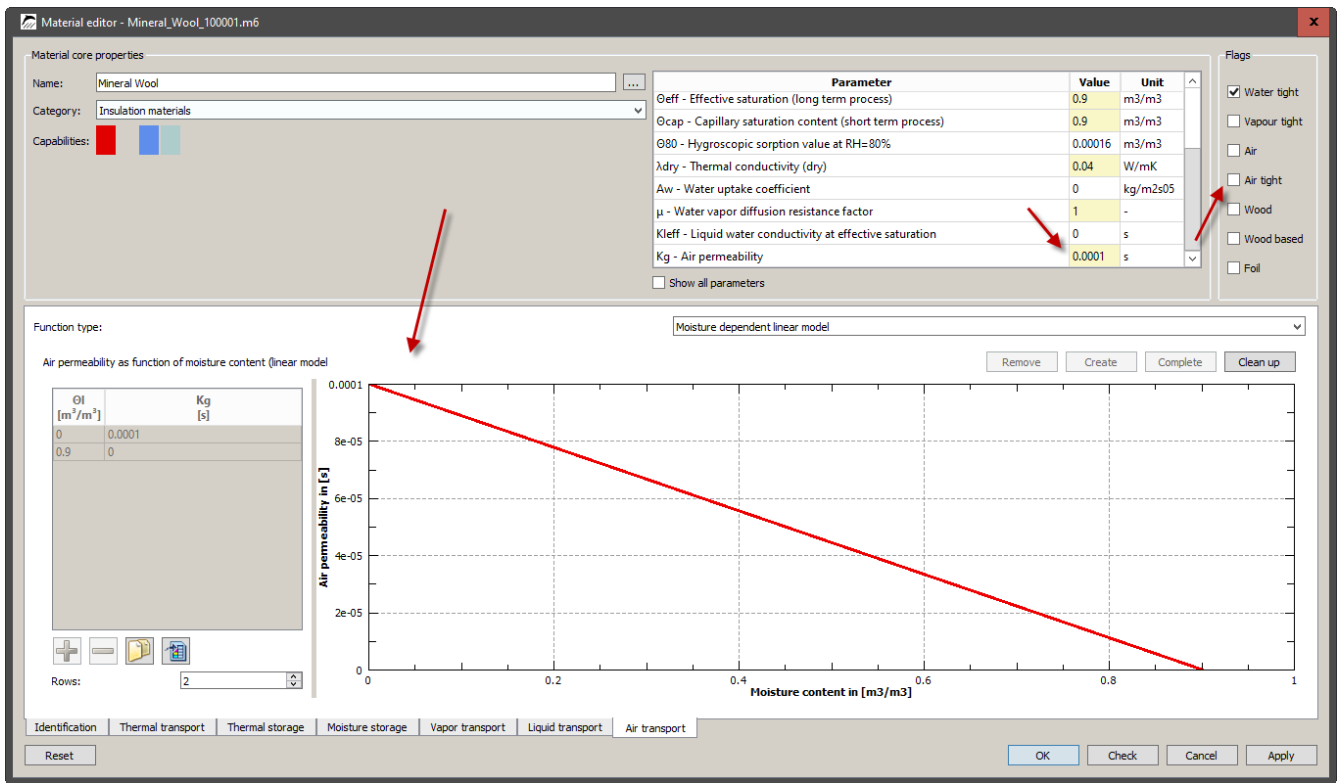 Material editor - Mineral_Wool_100001.m6
x
Material core properties
Name: Mineral Wool ...
Category: Insulation materials
Capabilities:
Parameter Value Unit
Θeff - Effective saturation (long term process) 0.9 m3/m3
Θcap - Capillary saturation content (short term process) 0.9 m3/m3
Θ80 - Hygroscopic sorption value at RH=80% 0.00016 m3/m3
λdry - Thermal conductivity (dry) 0.04 W/mK
Aw - Water uptake coefficient 0 kg/m2s05
μ - Water vapor diffusion resistance factor 1 -
Kleff - Liquid water conductivity at effective saturation 0 s
Kg - Air permeability 0.0001 s
Show all parameters
Flags
Water tight
Vapour tight
Air
Air tight
Wood
Wood based
Foil
Function type: Moisture dependent linear model
Air permeability as function of moisture content (linear model
Remove Create Complete Clean up
Θl Kg
[m³/m³] [s]
0 0.0001
0.9 0
Rows: 2
Air permeability in [s]
0.0001
8e-05
6e-05
4e-05
2e-05
0
0 0.2 0.4 0.6 0.8 1
Moisture content in [m3/m3]
Identification Thermal transport Thermal storage Moisture storage Vapor transport Liquid transport Air transport
Reset OK Check Cancel Apply